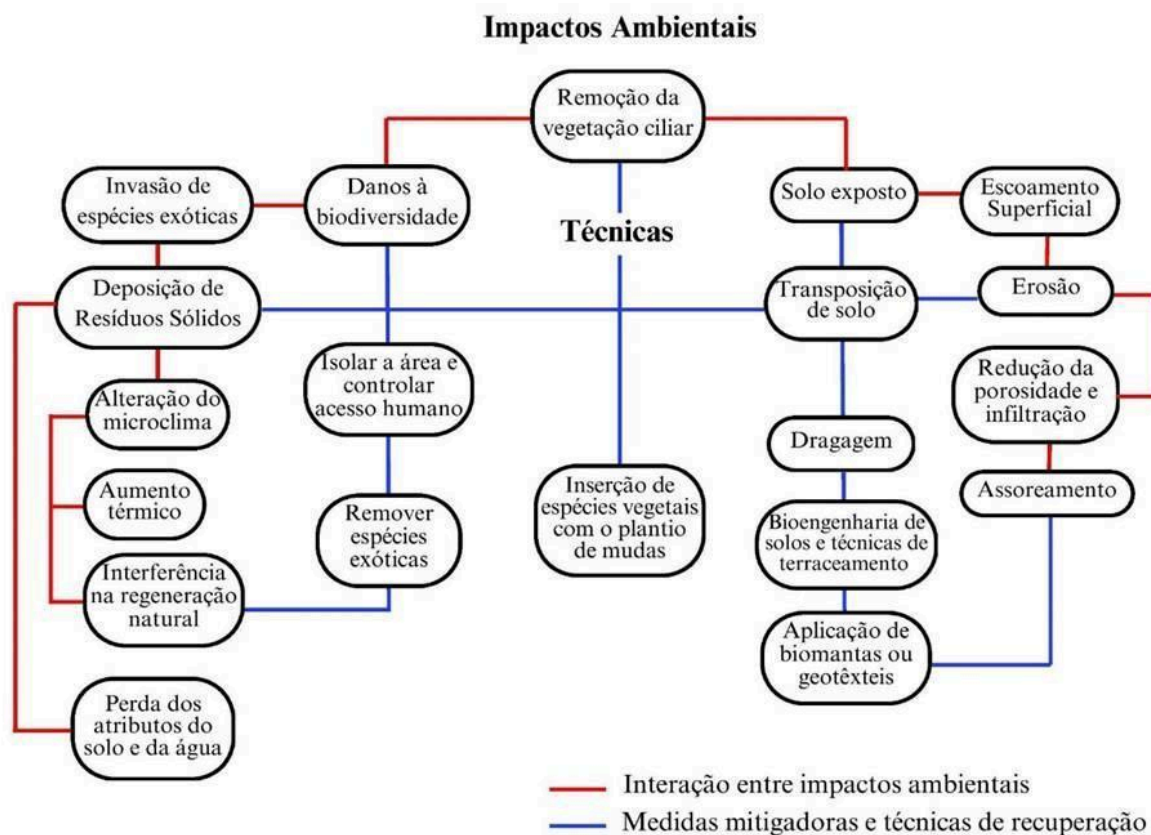 Impactos Ambientais
Remoção da
vegetação ciliar
Invasão de
espécies exóticas
Danos à
biodiversidade
Solo exposto
Escoamento
Superficial
Técnicas
Deposição de
Resíduos Sólidos
Transposição
de solo
Erosão
Isolar a área e
controlar
acesso humano
Redução da
porosidade e
infiltração
Alteração do
microclima
Dragagem
Aumento
térmico
Remover
espécies
exóticas
Inserção de
espécies vegetais
com o plantio
de mudas
Assoreamento
Bioengenharia de
solos e técnicas de
terraceamento
Interferência
na regeneração
natural
Aplicação de
biomantas ou
geotêxteis
Perda dos
atributos do
solo e da água
Interação entre impactos ambientais
Medidas mitigadoras e técnicas de recuperação